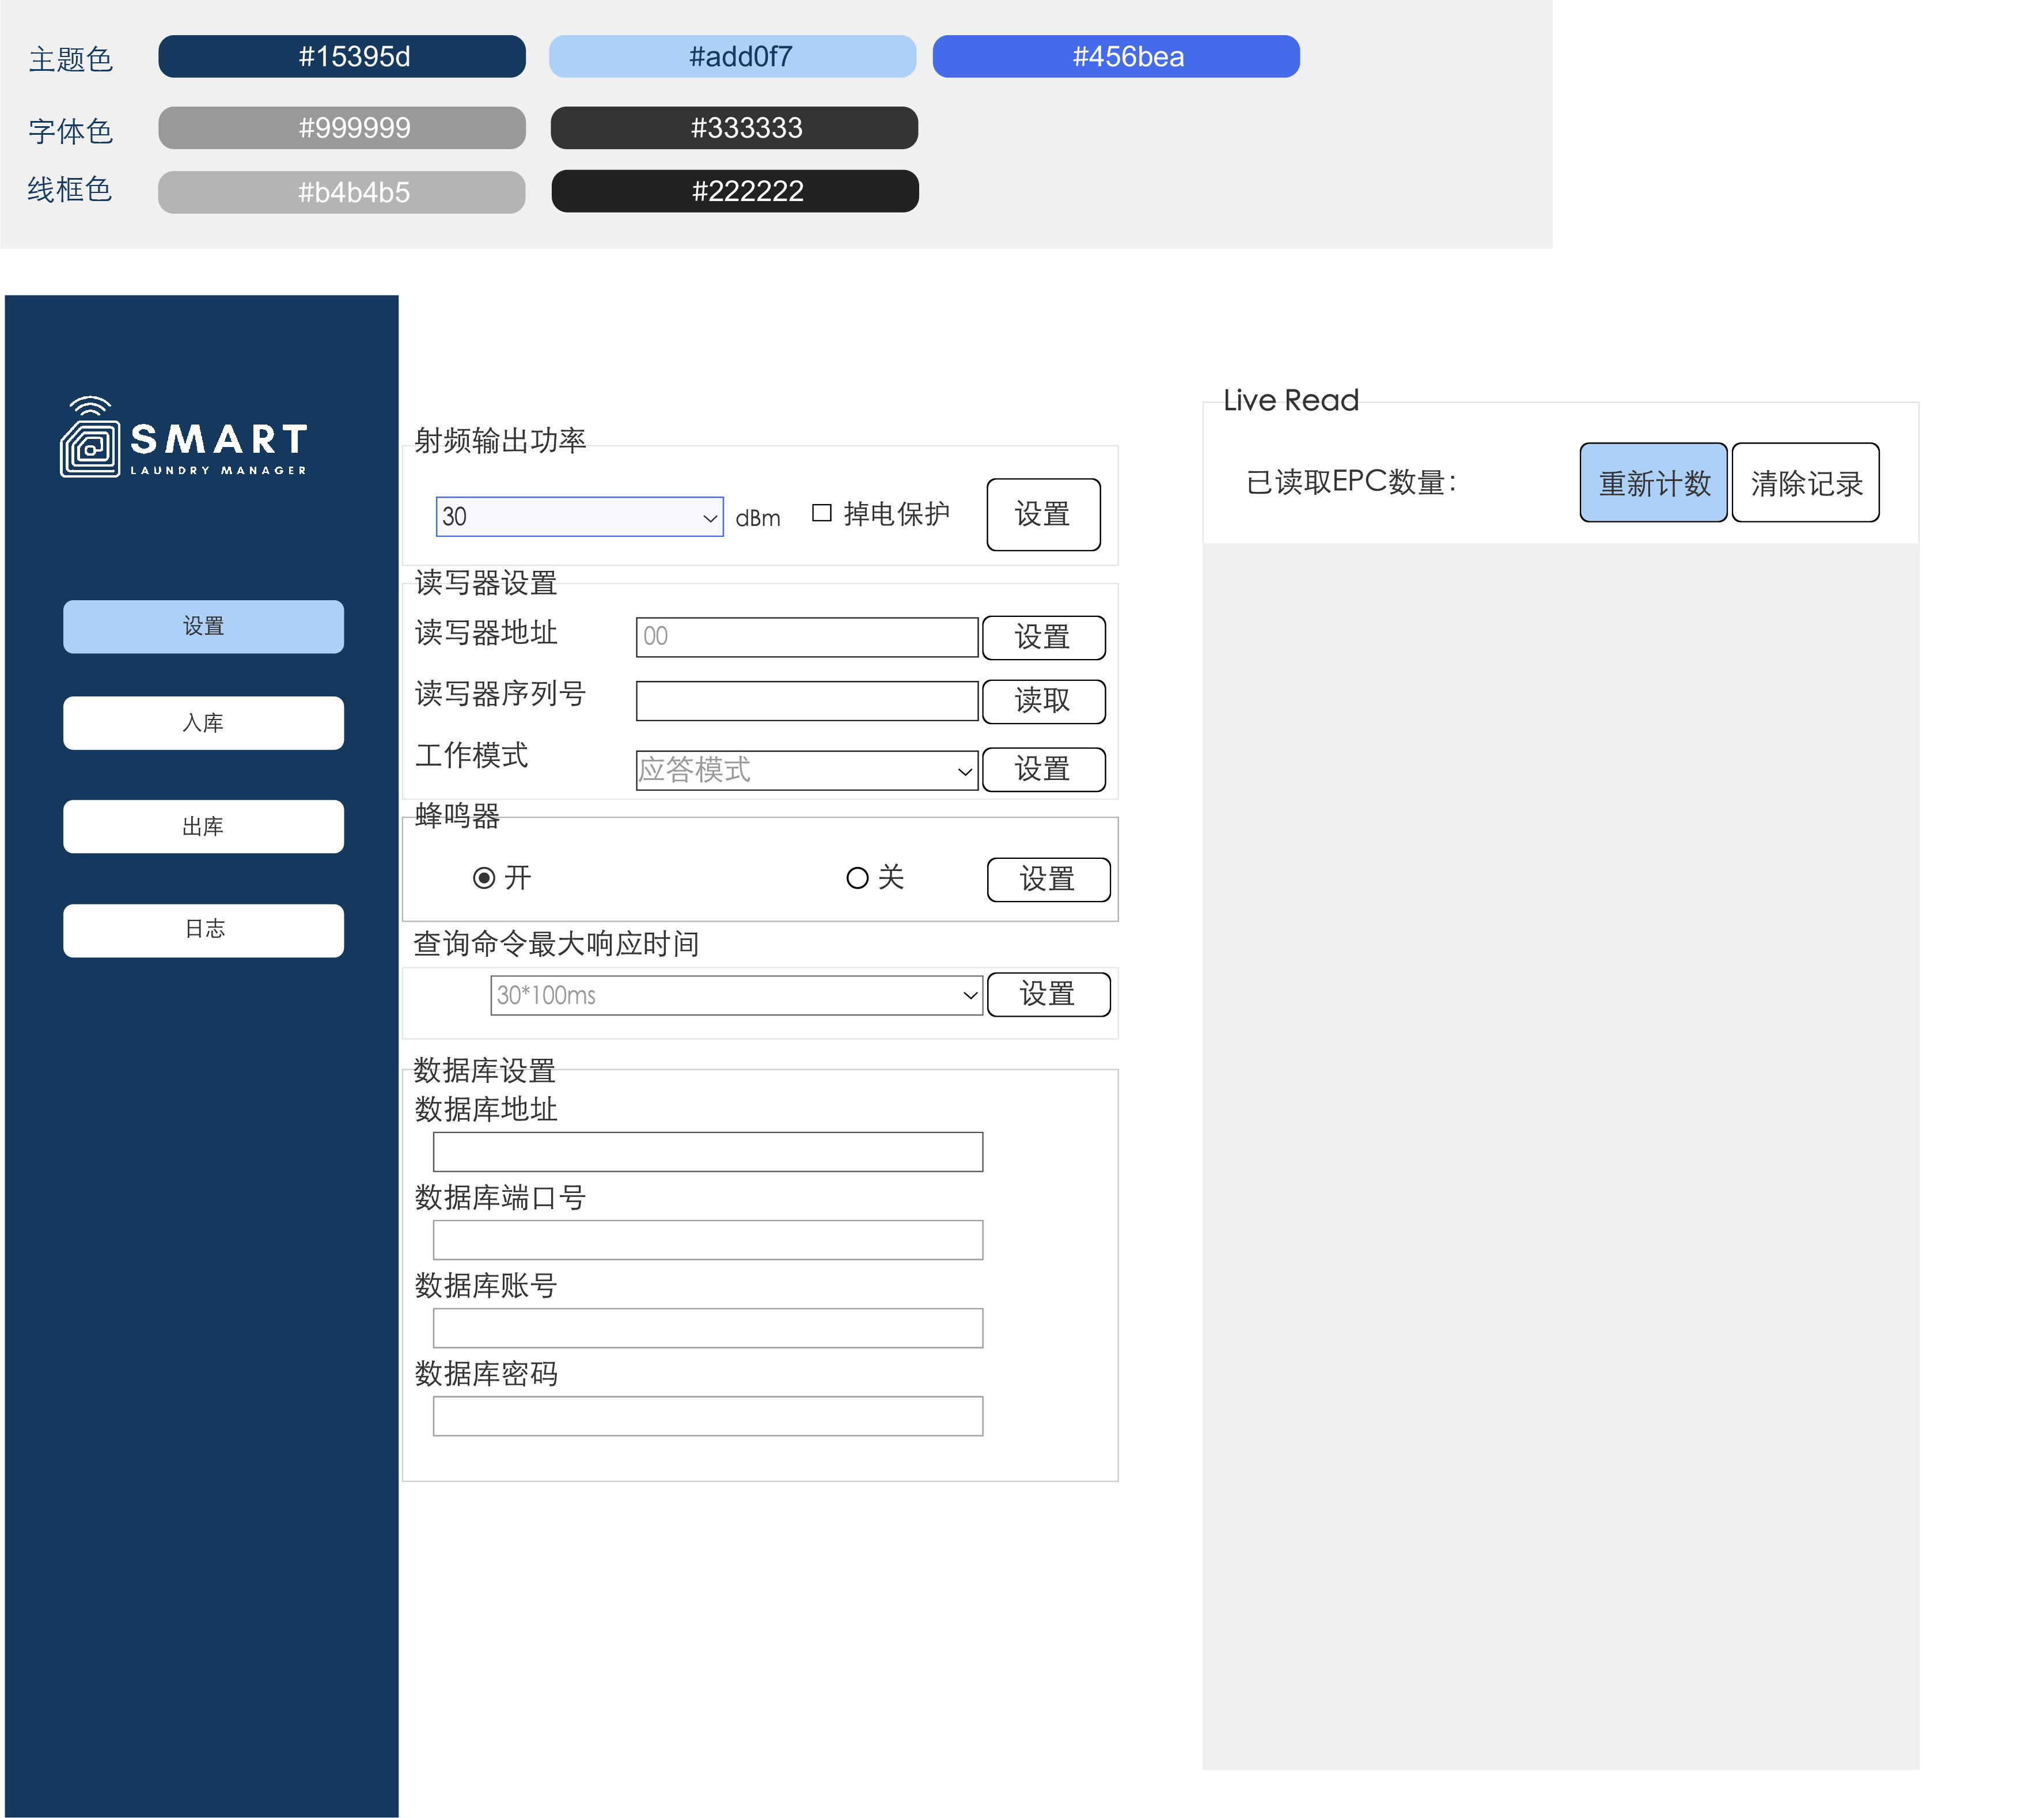 主题色 #15395d #add0f7 #456bea
字体色 #999999 #333333
线框色 #b4b4b5 #222222
SMART
LAUNDRY MANAGER
设置
入库
出库
日志
射频输出功率
30 dBm 掉电保护 设置
读写器设置
读写器地址 00 设置
读写器序列号 读取
工作模式 应答模式 设置
蜂鸣器
开 关 设置
查询命令最大响应时间
30*100ms 设置
数据库设置
数据库地址
数据库端口号
数据库账号
数据库密码
Live Read
已读取EPC数量： 重新计数 清除记录